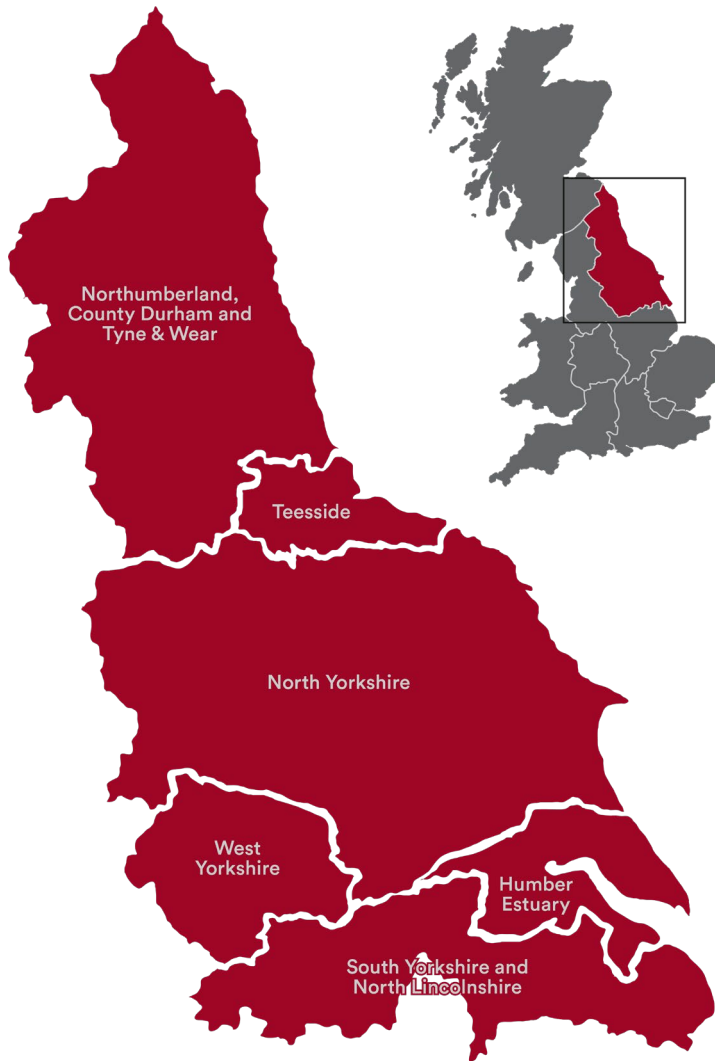 Northumberland,
County Durham and
Tyne & Wear
Teesside
North Yorkshire
West
Yorkshire
Humber
Estuary
South Yorkshire and
North Lincolnshire